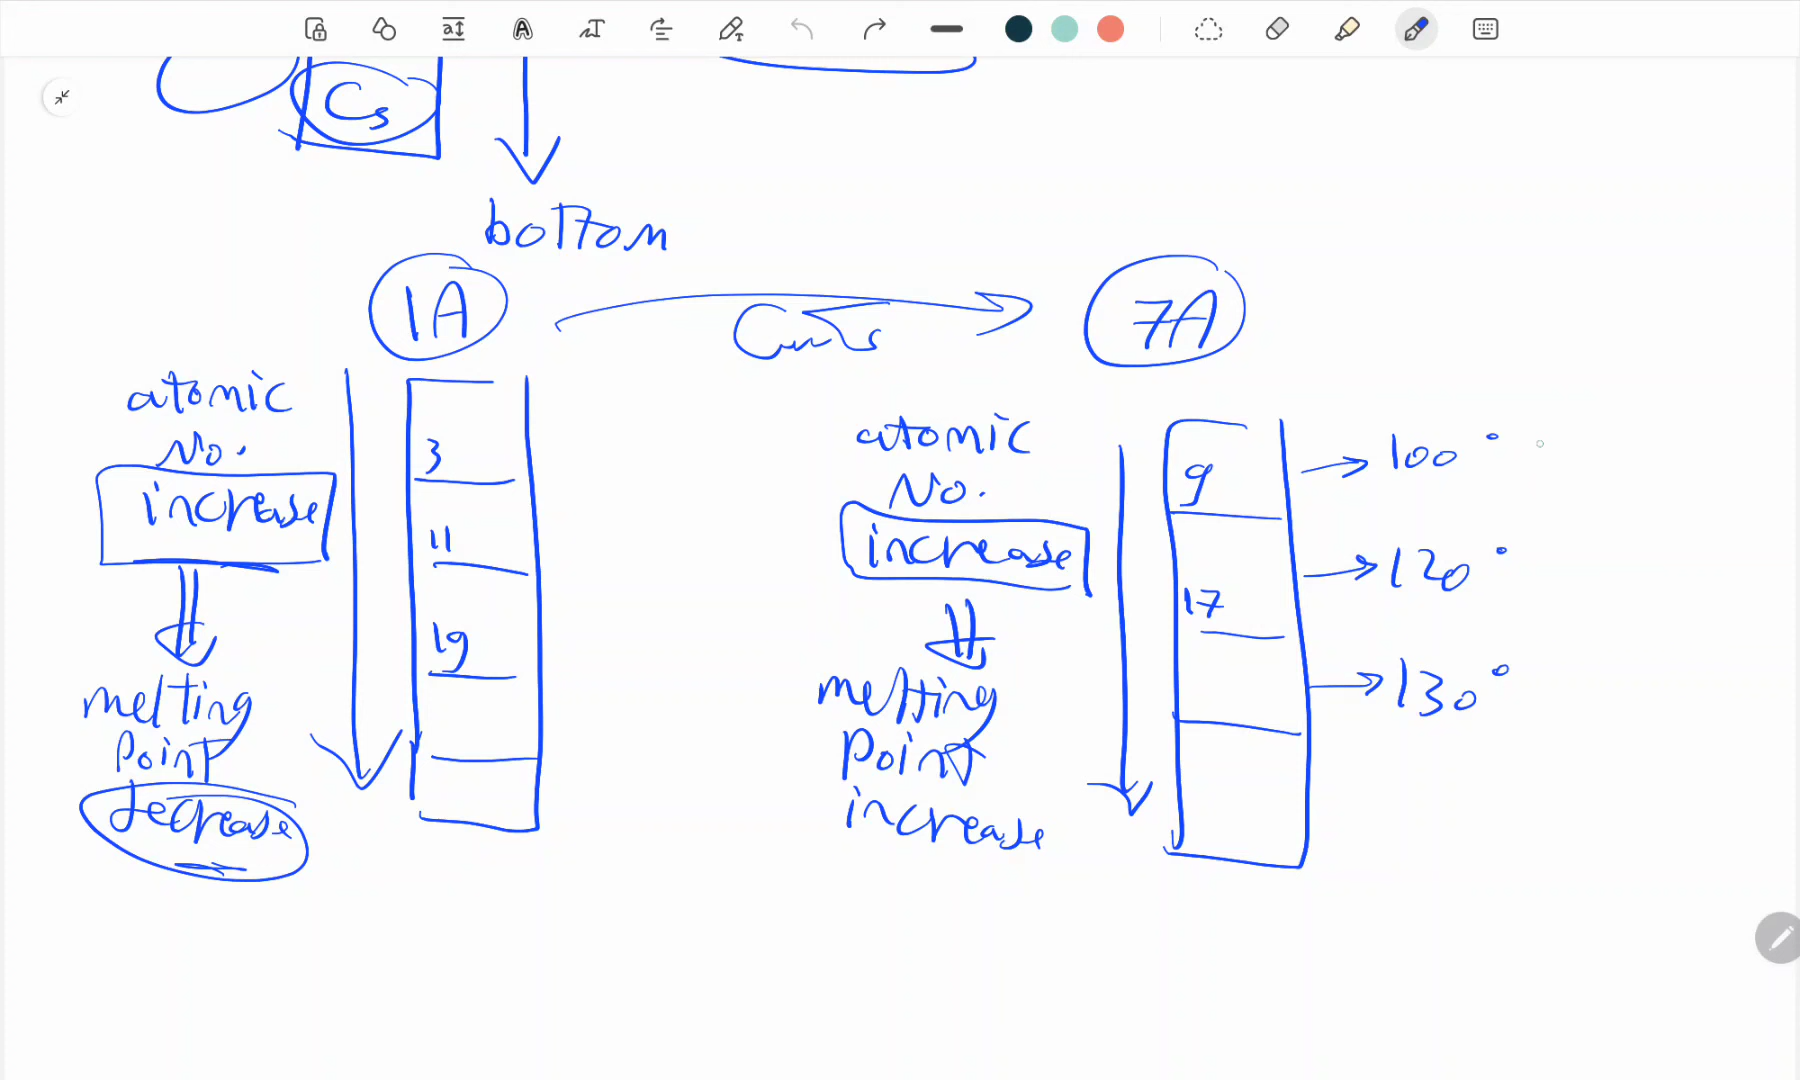 Cs
bottom
1A
7A
atomic
No.
increase
melting
point
decrease
3
11
19
atomic
No.
increase
melting
point
increase
9
17
100°
120°
130°